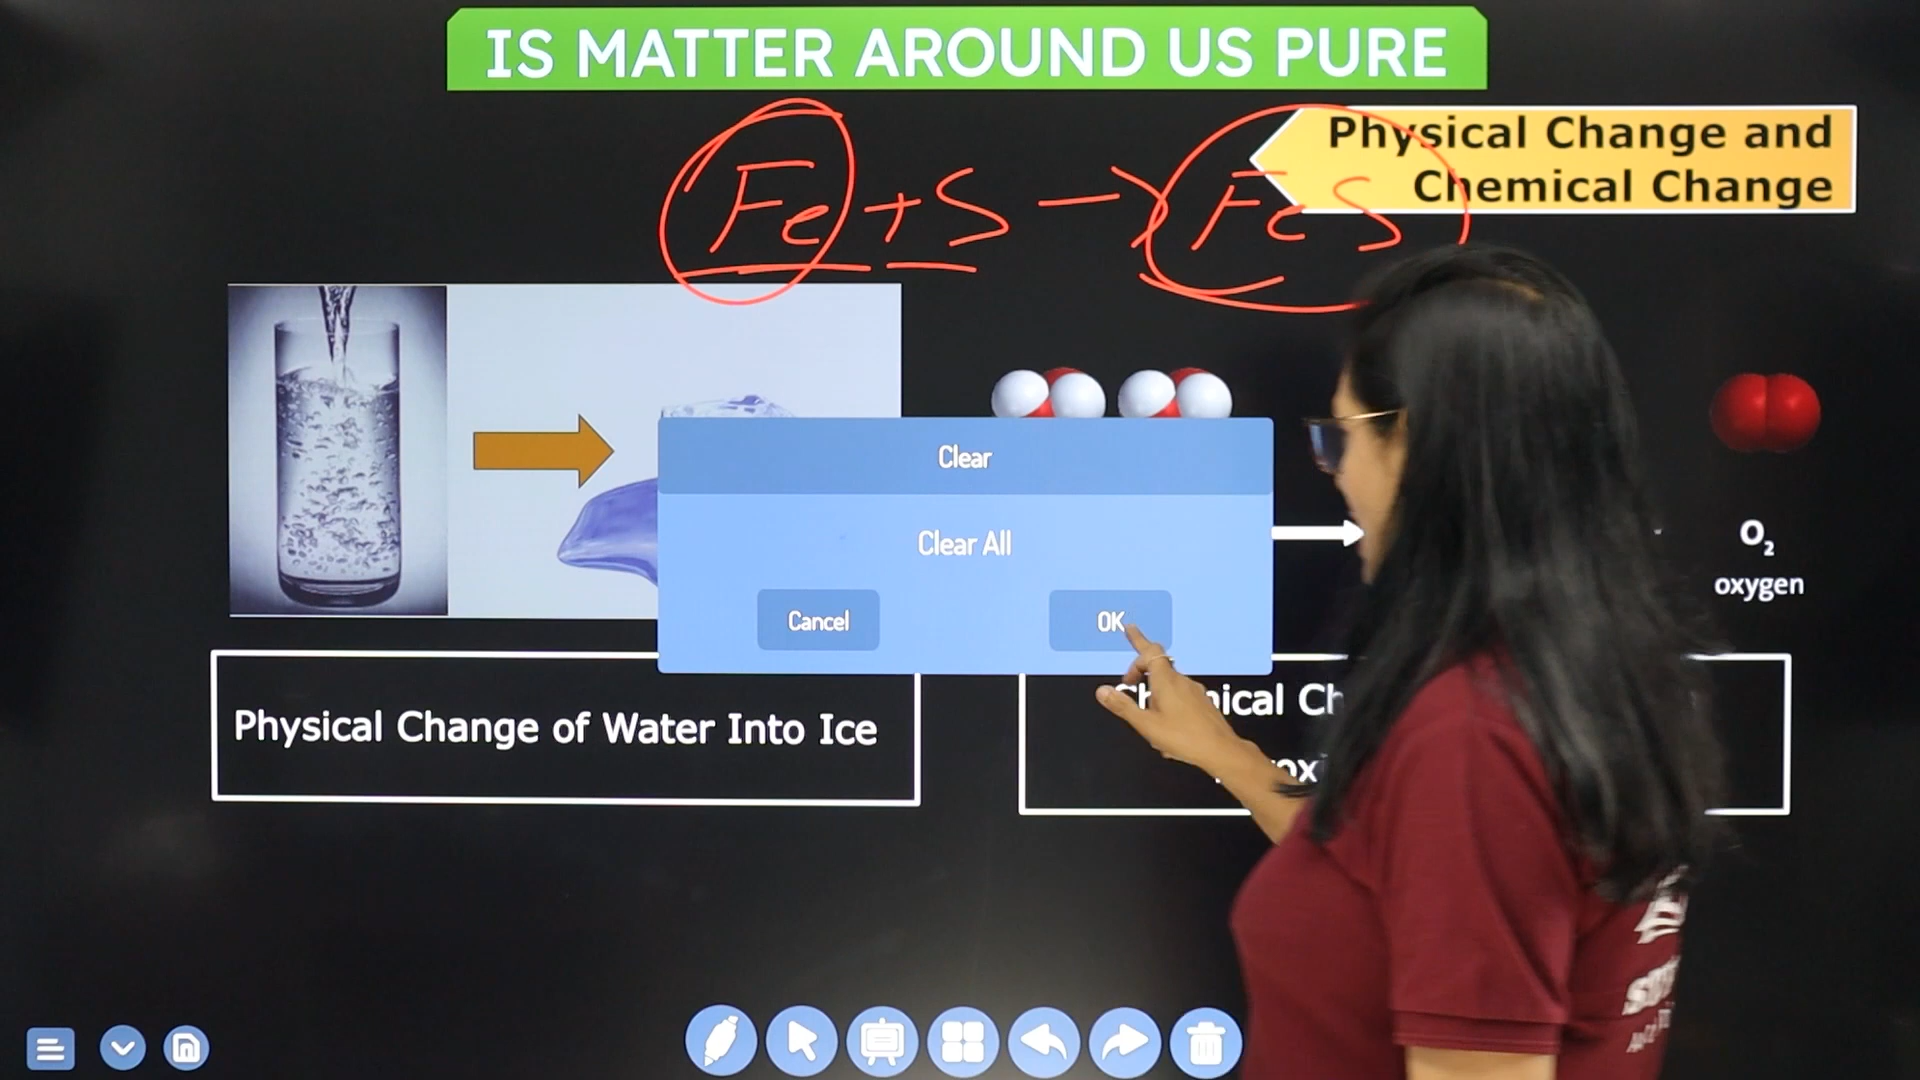 IS MATTER AROUND US PURE
Physical Change and
Chemical Change
Fe + S → FeS
Clear
Clear All
Cancel
OK
O₂
oxygen
Physical Change of Water Into Ice